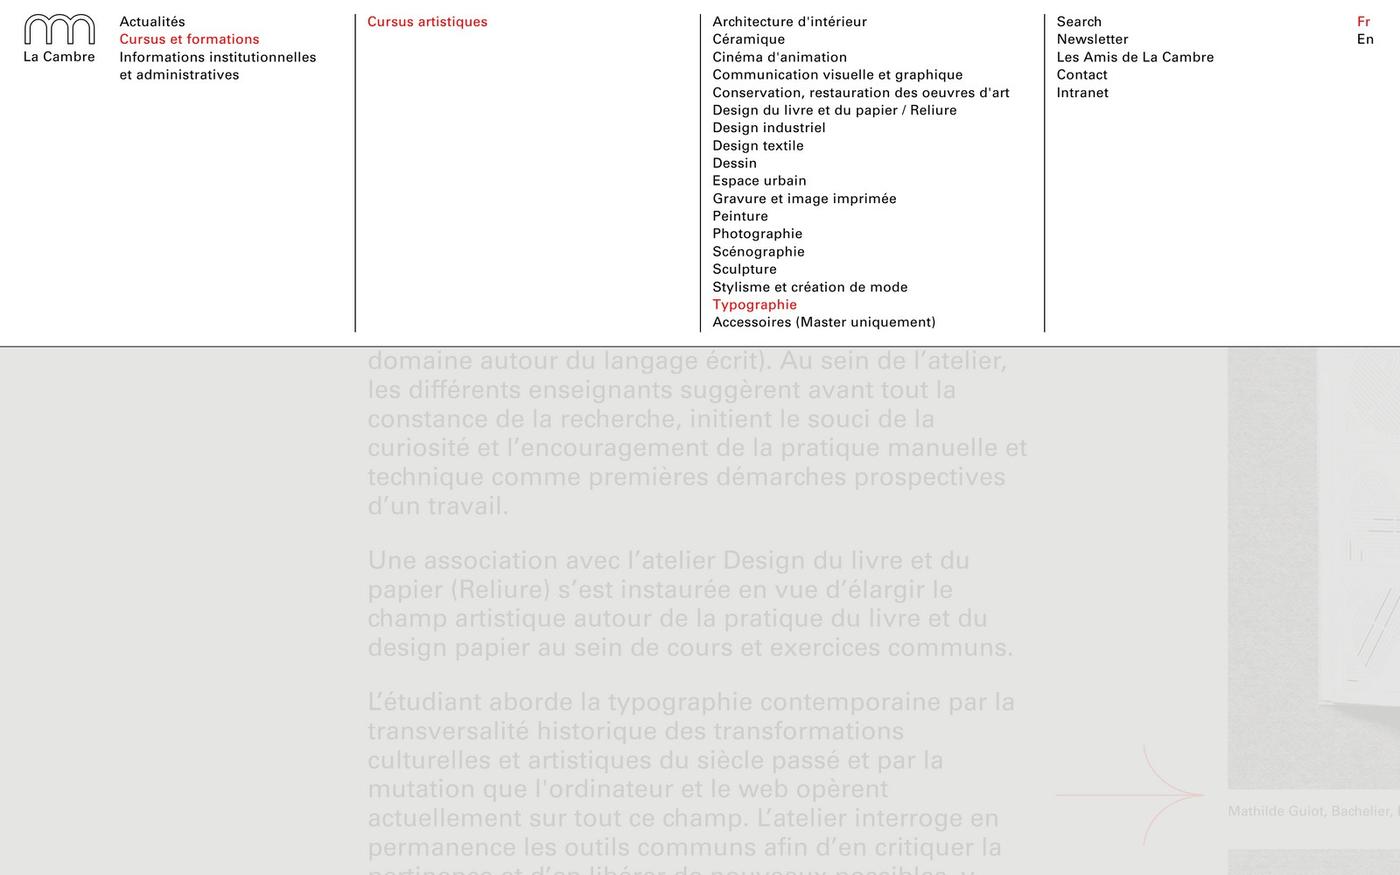 La Cambre
Actualités
Cursus et formations
Informations institutionnelles
et administratives
Cursus artistiques
Architecture d'intérieur
Céramique
Cinéma d'animation
Communication visuelle et graphique
Conservation, restauration des oeuvres d'art
Design du livre et du papier / Reliure
Design industriel
Design textile
Dessin
Espace urbain
Gravure et image imprimée
Peinture
Photographie
Scénographie
Sculpture
Stylisme et création de mode
Typographie
Accessoires (Master uniquement)
Search
Newsletter
Les Amis de La Cambre
Contact
Intranet
Fr
En
domaine autour du langage écrit). Au sein de l’atelier,
les différents enseignants suggèrent avant tout la
constance de la recherche, initient le souci de la
curiosité et l’encouragement de la pratique manuelle et
technique comme premières démarches prospectives
d’un travail.
Une association avec l’atelier Design du livre et du
papier (Reliure) s’est instaurée en vue d’élargir le
champ artistique autour de la pratique du livre et du
design papier au sein de cours et exercices communs.
L’étudiant aborde la typographie contemporaine par la
transversalité historique des transformations
culturelles et artistiques du siècle passé et par la
mutation que l'ordinateur et le web opèrent
actuellement sur tout ce champ. L’atelier interroge en
permanence les outils communs afin d’en critiquer la
pertinence et d’en libérer de nouveaux possibles, y
Mathilde Guiot, Bachelier,